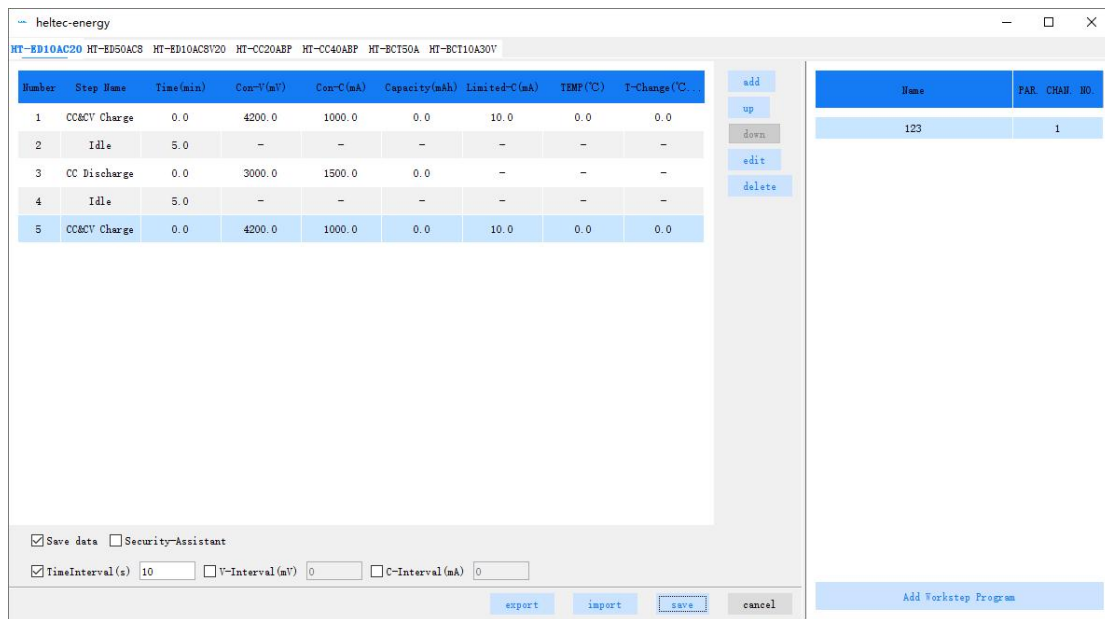 heltec-energy
HT-ED10AC20 HT-ED50AC8 HT-ED10AC8V20 HT-CC20ABP HT-CC40ABP HT-BCT50A HT-BCT10A30V
Number Step Name Time(min) Con-V(mV) Con-C(mA) Capacity(mAh) Limited-C(mA) TEMP(℃) T-Change(℃...
1 CC&CV Charge 0.0 4200.0 1000.0 0.0 10.0 0.0 0.0
2 Idle 5.0 - - - - - -
3 CC Discharge 0.0 3000.0 1500.0 0.0 - - -
4 Idle 5.0 - - - - - -
5 CC&CV Charge 0.0 4200.0 1000.0 0.0 10.0 0.0 0.0
add
up
down
edit
delete
Name PAR. CHAN. NO.
123 1
Save data Security-Assistant
TimeInterval(s) 10 V-Interval(mV) 0 C-Interval(mA) 0
export import save cancel
Add Workstep Program